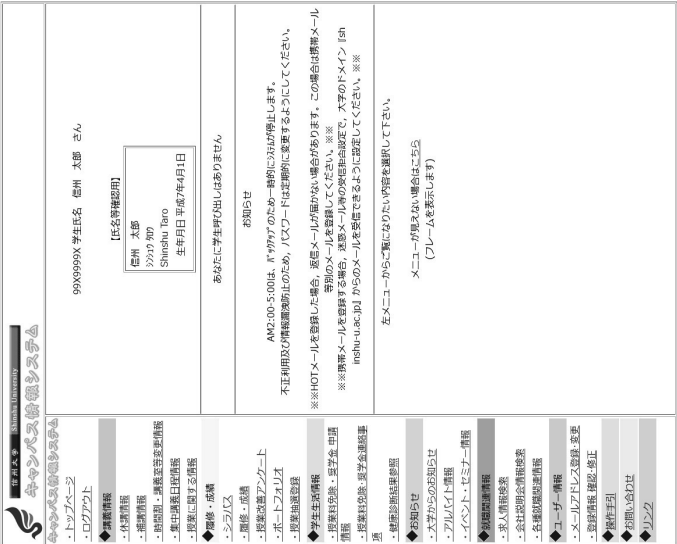 信州大学 Shinshu University
キャンパス情報システム
キャンパス情報システム
・トップページ
・ログアウト
◆講義情報
・休講情報
・補講情報
・時間割・講義室等変更情報
・集中講義日程情報
・授業に関する情報
◆履修・成績
・シラバス
・履修・成績
・授業改善アンケート
・ポートフォリオ
・授業抽選登録
◆学生生活情報
・授業料免除・奨学金 申請
情報
・授業料免除・奨学金連絡事
項
・健康診断結果参照
◆お知らせ
・大学からのお知らせ
・アルバイト情報
・イベント・セミナー情報
◆就職関連情報
・求人情報検索
・会社説明会情報検索
・各種就職関連情報
◆ユーザー情報
・メールアドレス登録・変更
・登録情報 確認・修正
◆操作手引
◆お問い合わせ
◆リンク
99X9999X 学生氏名 信州 太郎 さん
【氏名等確認用】
信州 太郎
ｼﾝｼｭｳ ﾀﾛｳ
Shinshu Taro
生年月日 平成7年4月1日
あなたに学生呼び出しはありません
お知らせ
AM2:00-5:00は、ﾊﾞｯｸｱｯﾌﾟのため一時的にｼｽﾃﾑが停止します。
不正利用及び情報漏洩防止のため，パスワードは定期的に変更するようにしてください。
※※HOTメールを登録した場合，返信メールが届かない場合があります。この場合は携帯メール
等別のメールを登録してください。※※
※※携帯メールを登録する場合，迷惑メール等の受信拒否設定で，大学のドメイン『sh
inshu-u.ac.jp』からのメールを受信できるように設定してください。※※
左メニューからご覧になりたい内容を選択して下さい。
メニューが見えない場合はこちら
(フレームを表示します)